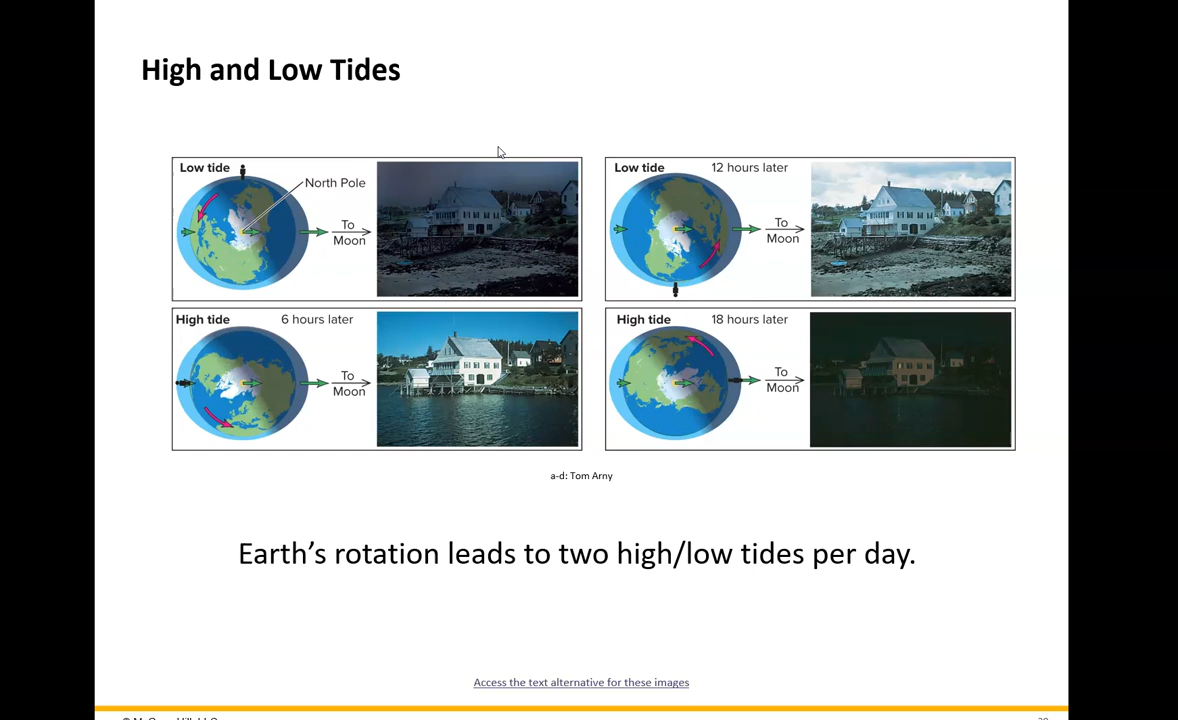 High and Low Tides
Low tide
North Pole
To
Moon
Low tide 12 hours later
To
Moon
High tide 6 hours later
To
Moon
High tide 18 hours later
To
Moon
a-d: Tom Arny
Earth's rotation leads to two high/low tides per day.
Access the text alternative for these images